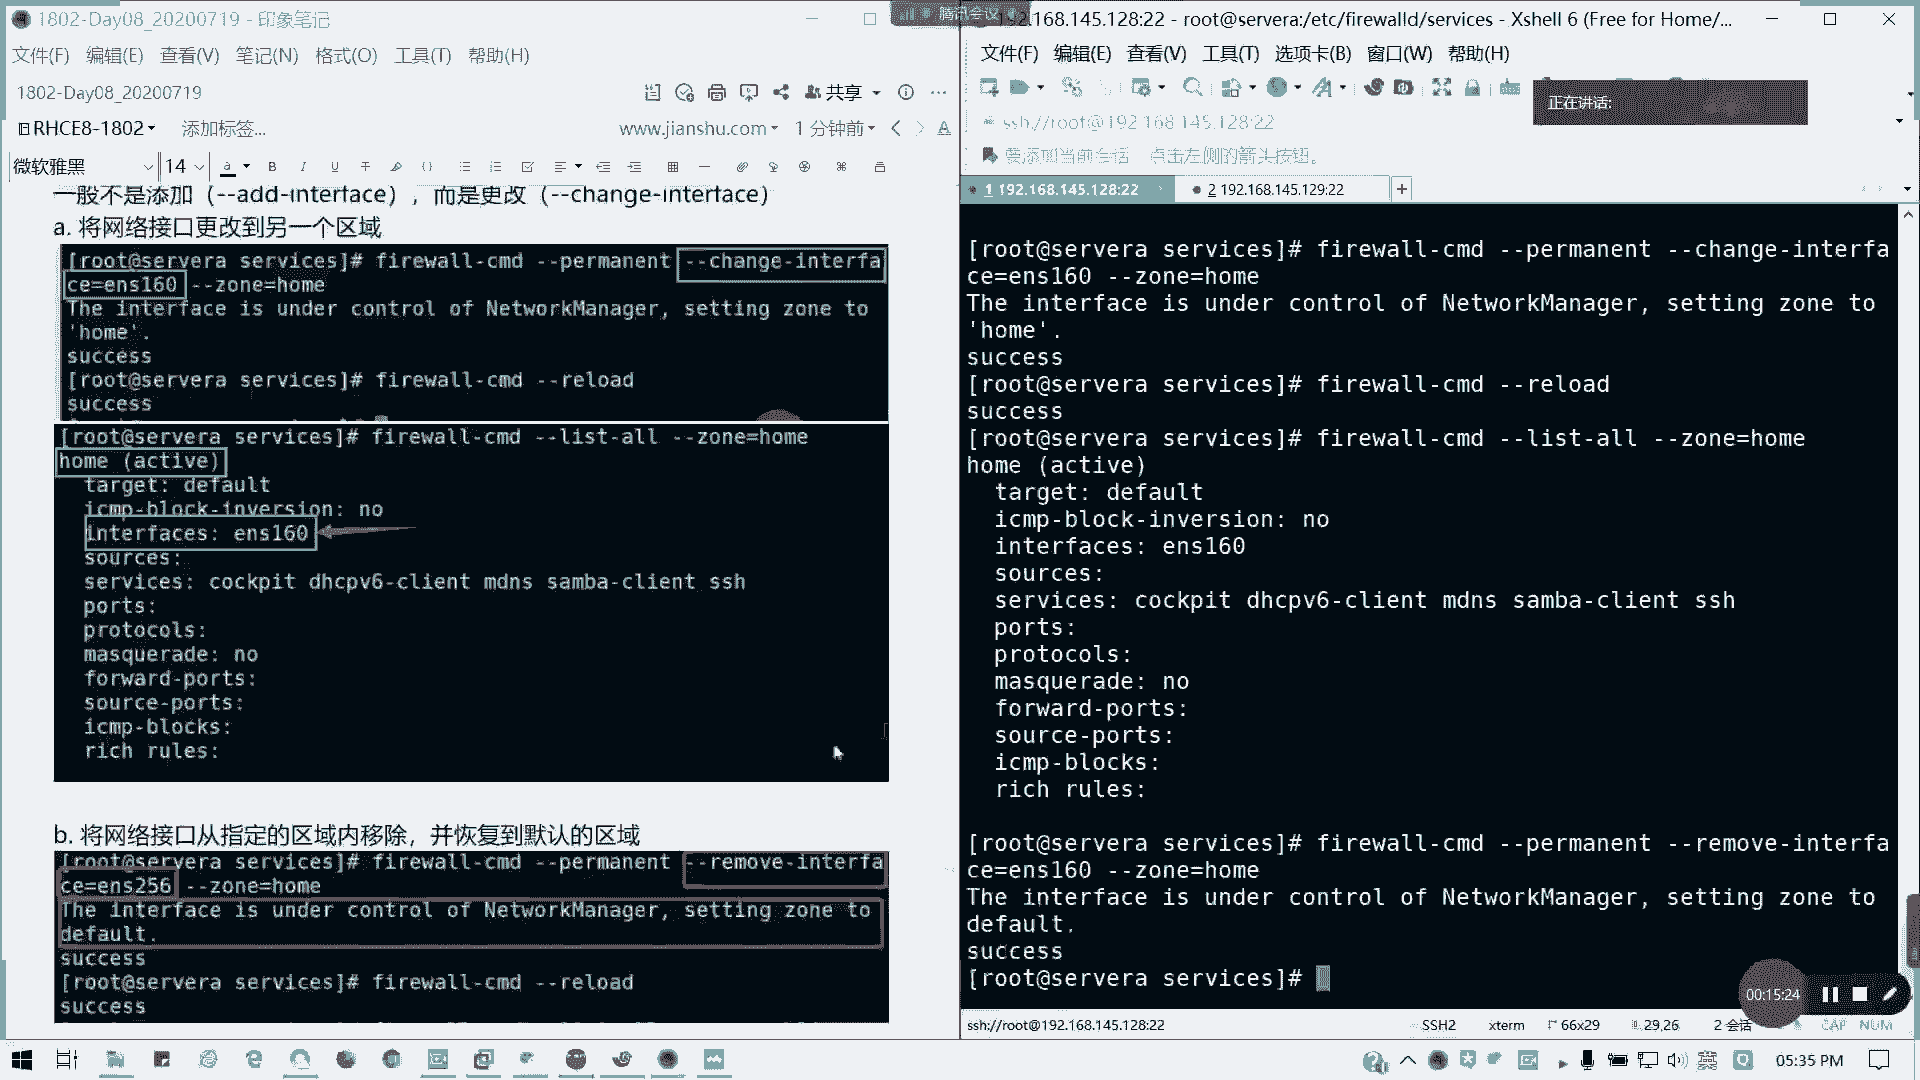 1802-Day08_20200719 - 印象笔记
文件(F) 编辑(E) 查看(V) 笔记(N) 格式(O) 工具(T) 帮助(H)
1802-Day08_20200719
共享
RHCE8-1802 添加标签...
www.jianshu.com 1 分钟前
微软雅黑 14
一般不是添加（--add-interface），而是更改（--change-interface）
a. 将网络接口更改到另一个区域
[root@servera services]# firewall-cmd --permanent --change-interfa
ce=ens160 --zone=home
The interface is under control of NetworkManager, setting zone to
'home'.
success
[root@servera services]# firewall-cmd --reload
success
[root@servera services]# firewall-cmd --list-all --zone=home
home (active)
target: default
icmp-block-inversion: no
interfaces: ens160
sources:
services: cockpit dhcpv6-client mdns samba-client ssh
ports:
protocols:
masquerade: no
forward-ports:
source-ports:
icmp-blocks:
rich rules:
b. 将网络接口从指定的区域内移除，并恢复到默认的区域
[root@servera services]# firewall-cmd --permanent --remove-interfa
ce=ens256 --zone=home
The interface is under control of NetworkManager, setting zone to
default.
success
[root@servera services]# firewall-cmd --reload
success
腾讯会议
192.168.145.128:22 - root@servera:/etc/firewalld/services - Xshell 6 (Free for Home/...
文件(F) 编辑(E) 查看(V) 工具(T) 选项卡(B) 窗口(W) 帮助(H)
正在讲话:
ssh://root@192.168.145.128:22
要添加当前会话，点击左侧的箭头按钮。
1 192.168.145.128:22
2 192.168.145.129:22
[root@servera services]# firewall-cmd --permanent --change-interfa
ce=ens160 --zone=home
The interface is under control of NetworkManager, setting zone to
'home'.
success
[root@servera services]# firewall-cmd --reload
success
[root@servera services]# firewall-cmd --list-all --zone=home
home (active)
target: default
icmp-block-inversion: no
interfaces: ens160
sources:
services: cockpit dhcpv6-client mdns samba-client ssh
ports:
protocols:
masquerade: no
forward-ports:
source-ports:
icmp-blocks:
rich rules:
[root@servera services]# firewall-cmd --permanent --remove-interfa
ce=ens160 --zone=home
The interface is under control of NetworkManager, setting zone to
default.
success
[root@servera services]#
00:15:24
ssh://root@192.168.145.128:22 SSH2 xterm 66x29 29,26 2 会话 CAP NUM
英 05:35 PM